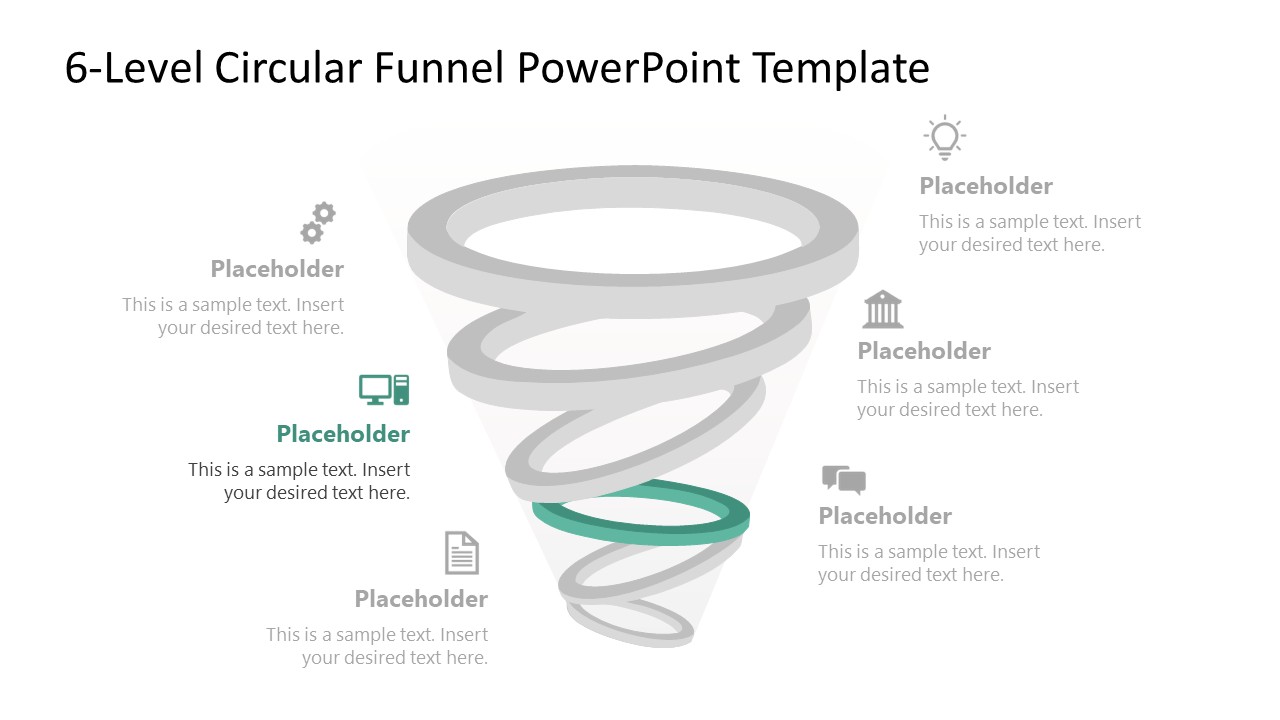 6-Level Circular Funnel PowerPoint Template
Placeholder
This is a sample text. Insert
your desired text here.
Placeholder
This is a sample text. Insert
your desired text here.
Placeholder
This is a sample text. Insert
your desired text here.
Placeholder
This is a sample text. Insert
your desired text here.
Placeholder
This is a sample text. Insert
your desired text here.
Placeholder
This is a sample text. Insert
your desired text here.